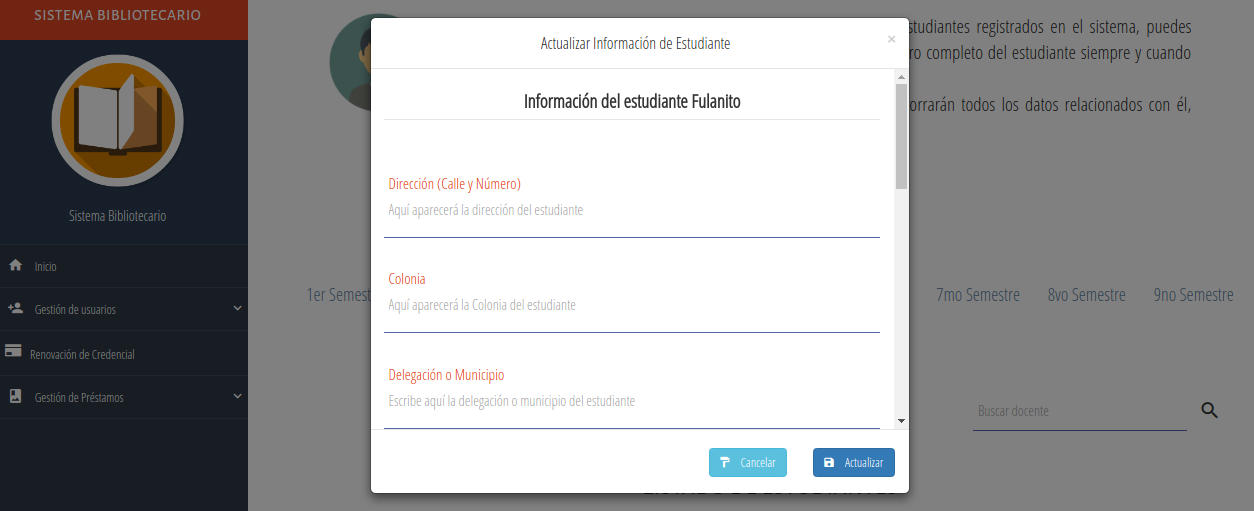 SISTEMA BIBLIOTECARIO
Sistema Bibliotecario
Inicio
Gestión de usuarios
Renovación de Credencial
Gestión de Préstamos
studiantes registrados en el sistema, puedes
ro completo del estudiante siempre y cuando
orrarán todos los datos relacionados con él,
1er Semest
7mo Semestre 8vo Semestre 9no Semestre
Buscar docente
Actualizar Información de Estudiante ×
Información del estudiante Fulanito
Dirección (Calle y Número)
Aquí aparecerá la dirección del estudiante
Colonia
Aquí aparecerá la Colonia del estudiante
Delegación o Municipio
Escribe aquí la delegación o municipio del estudiante
Cancelar Actualizar